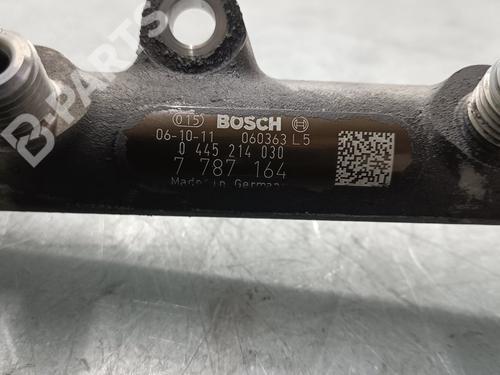 B-PARTS
(015) BOSCH
06-10-11 060363 L5
0 445 214 030
7 787 164
Made in Germany